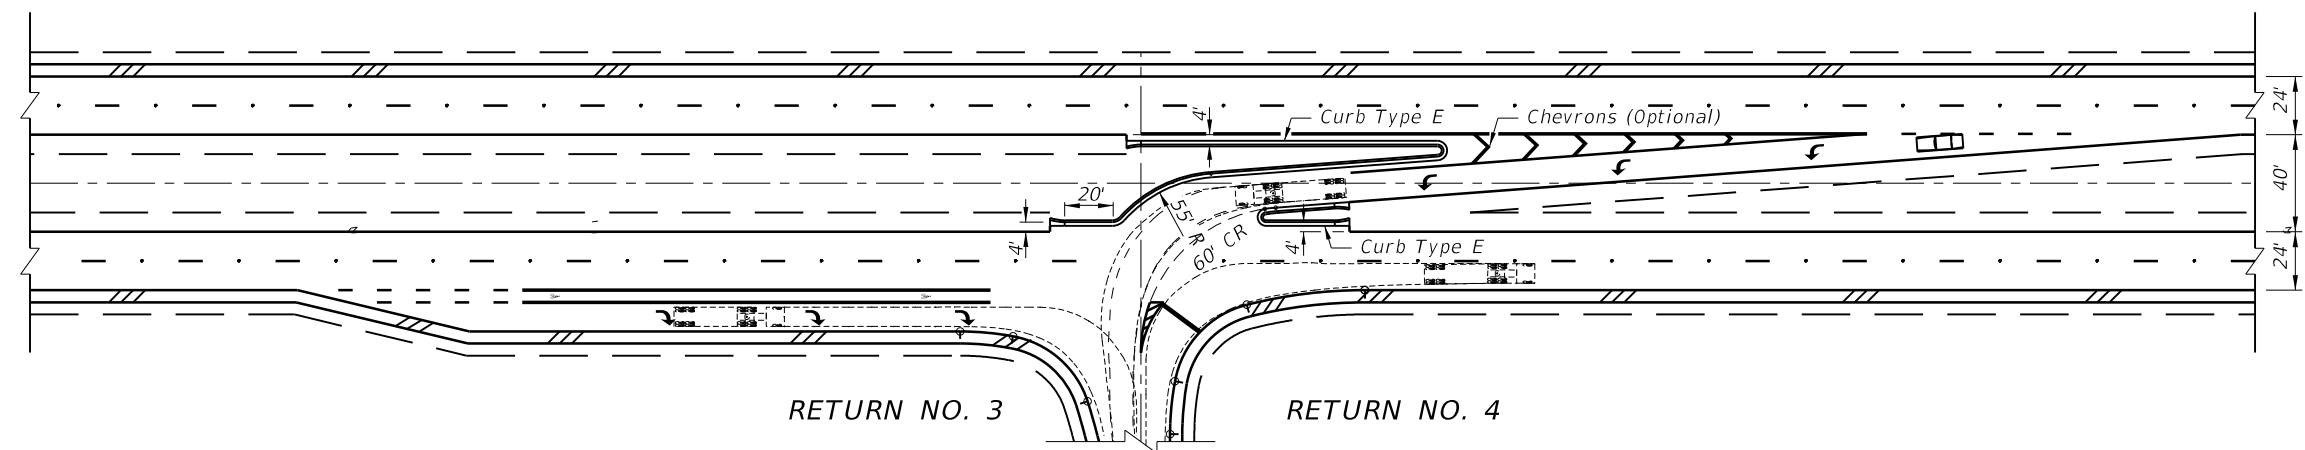 24'
4'
Curb Type E
Chevrons (Optional)
20'
55' R
40'
4'
60' CR
4'
Curb Type E
24'
RETURN NO. 3
RETURN NO. 4